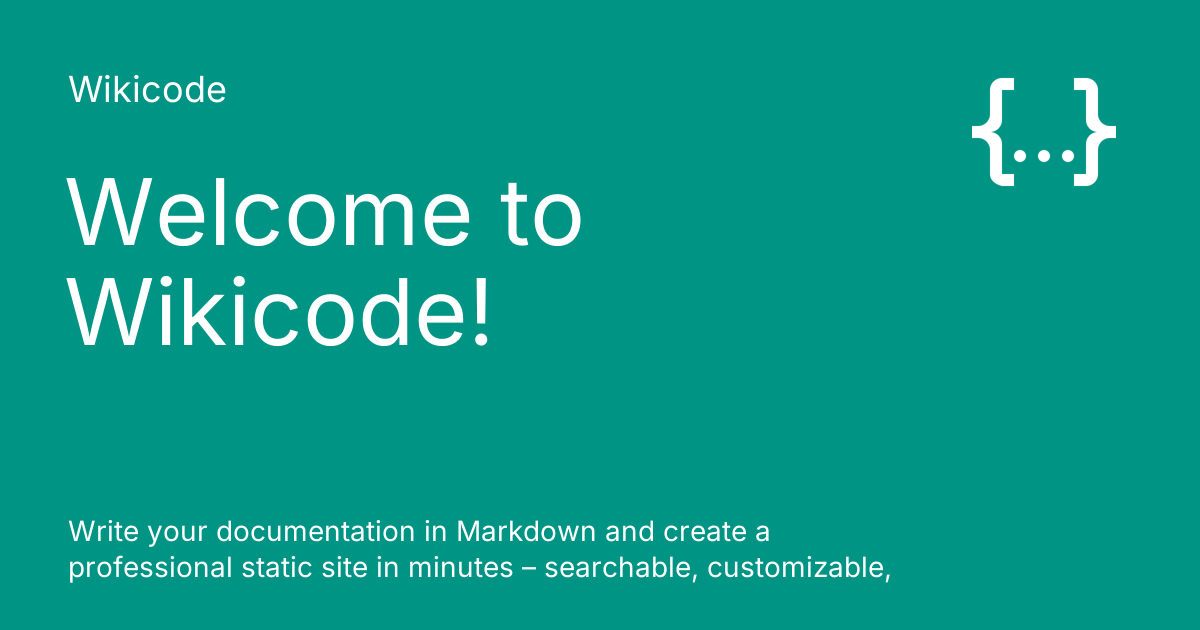 Wikicode
{...}
Welcome to
Wikicode!
Write your documentation in Markdown and create a
professional static site in minutes – searchable, customizable,